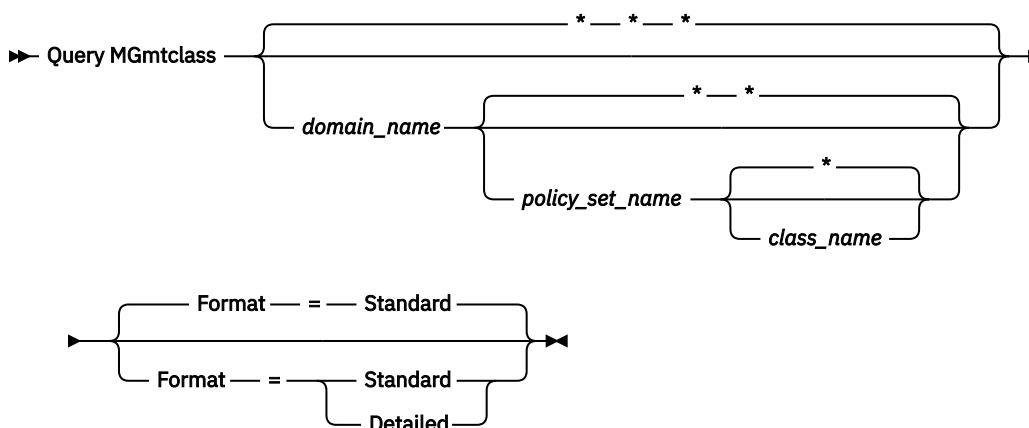 * * *
Query MGmtclass
* *
domain_name
*
policy_set_name
class_name
Format = Standard
Format = Standard
Detailed